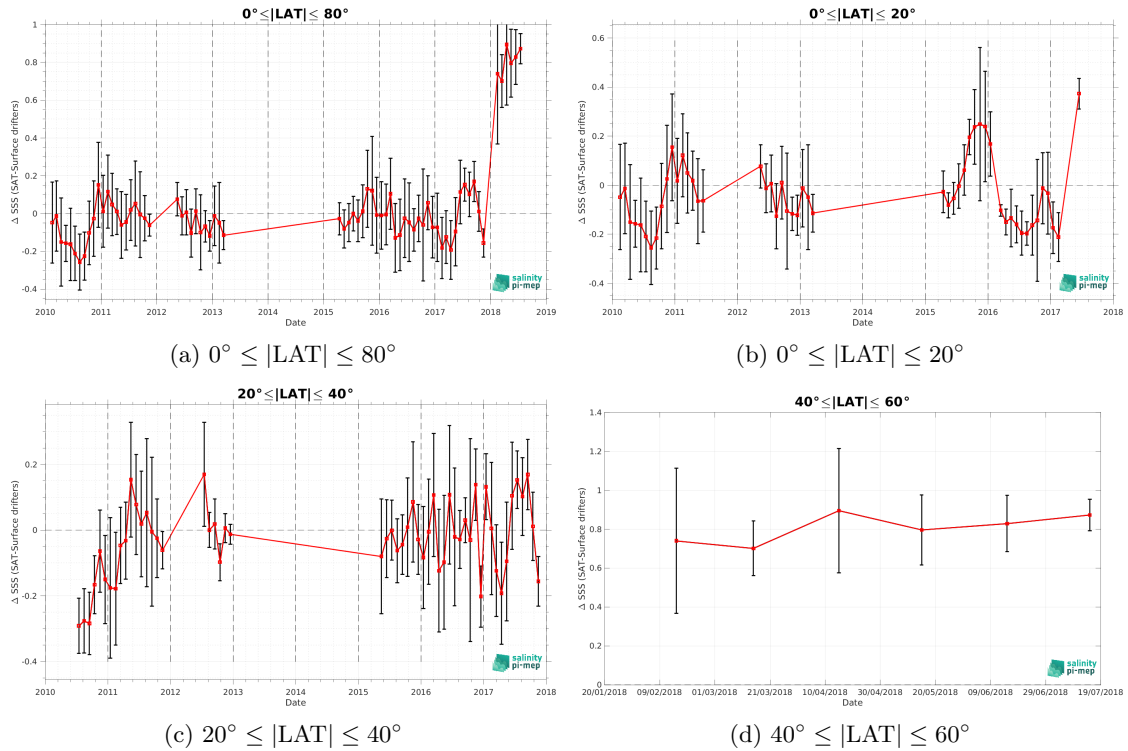 0°≤|LAT|≤ 80°
Δ SSS (SAT-Surface drifters)
1
0.8
0.6
0.4
0.2
0
-0.2
-0.4
2010 2011 2012 2013 2014 2015 2016 2017 2018 2019
Date
salinity
pi-mep
(a) 0° ≤ |LAT| ≤ 80°
0°≤|LAT|≤ 20°
Δ SSS (SAT-Surface drifters)
0.6
0.4
0.2
0
-0.2
-0.4
2010 2011 2012 2013 2014 2015 2016 2017 2018
Date
salinity
pi-mep
(b) 0° ≤ |LAT| ≤ 20°
20°≤|LAT|≤ 40°
Δ SSS (SAT-Surface drifters)
0.2
0
-0.2
-0.4
2010 2011 2012 2013 2014 2015 2016 2017 2018
Date
salinity
pi-mep
(c) 20° ≤ |LAT| ≤ 40°
40°≤|LAT|≤ 60°
Δ SSS (SAT-Surface drifters)
1.4
1.2
1
0.8
0.6
0.4
0.2
0
20/01/2018 09/02/2018 01/03/2018 21/03/2018 10/04/2018 30/04/2018 20/05/2018 09/06/2018 29/06/2018 19/07/2018
Date
salinity
pi-mep
(d) 40° ≤ |LAT| ≤ 60°